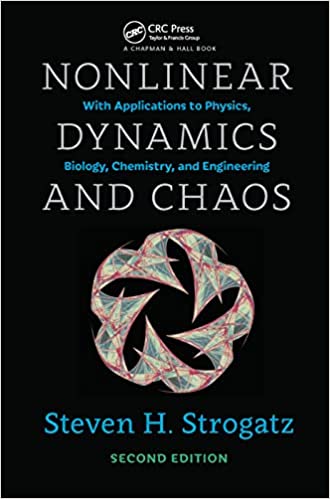 CRC
CRC Press
Taylor & Francis Group
A CHAPMAN & HALL BOOK
NONLINEAR
With Applications to Physics,
DYNAMICS
Biology, Chemistry, and Engineering
AND CHAOS
Steven H. Strogatz
SECOND EDITION